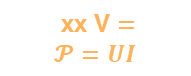 xx V =
𝒫 = UI